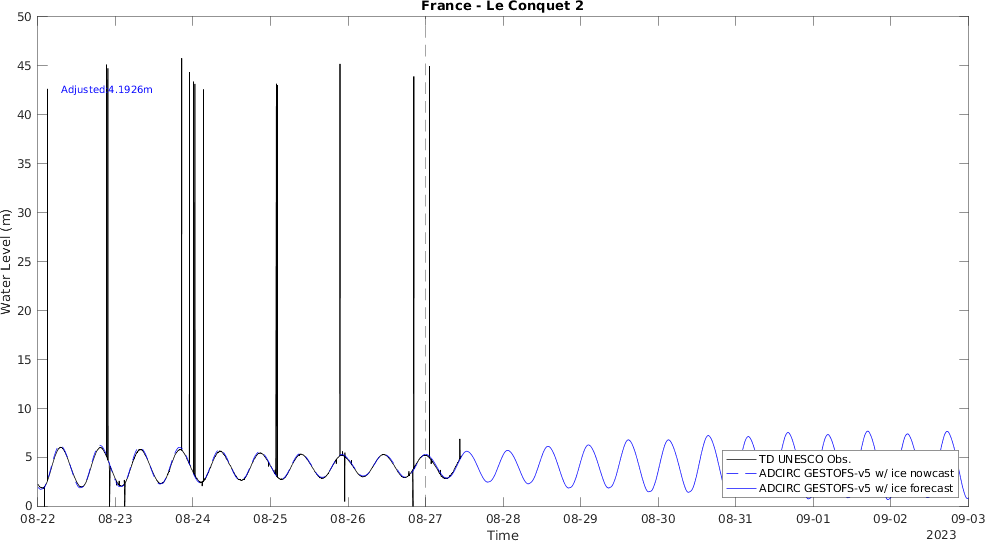 France - Le Conquet 2
Water Level (m)
50
45
40
35
30
25
20
15
10
5
0
Adjusted 4.1926m
TD UNESCO Obs.
ADCIRC GESTOFS-v5 w/ ice nowcast
ADCIRC GESTOFS-v5 w/ ice forecast
08-22 08-23 08-24 08-25 08-26 08-27 08-28 08-29 08-30 08-31 09-01 09-02 09-03
Time
2023